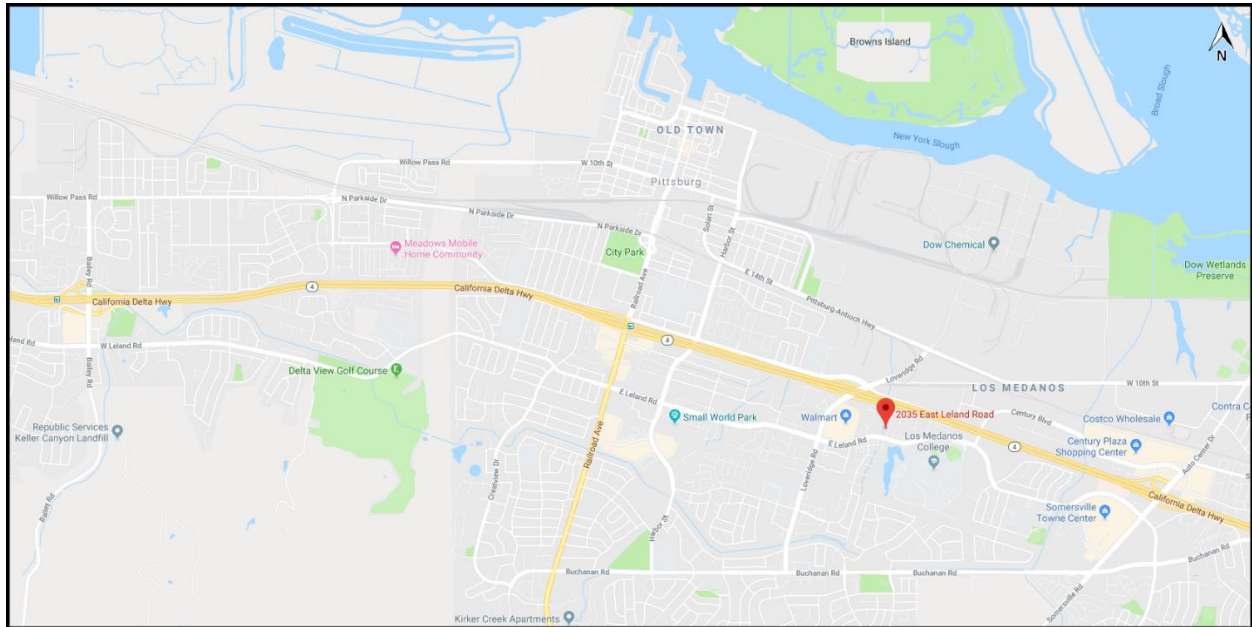 Browns Island
N
Broad Slough
OLD TOWN
New York Slough
Willow Pass Rd
W 10th St
Pittsburg
Willow Pass Rd
N Parkside Dr
N Parkside Dr
N Parkside Dr
Solari St
Harbor St
Meadows Mobile
Home Community
City Park
Dow Chemical
Dow Wetlands
Preserve
Bailey Rd
Railroad Ave
E 14th St
California Delta Hwy
4
California Delta Hwy
Pittsburg-Antioch Hwy
4
eland Rd
W Leland Rd
Bailey Rd
Delta View Golf Course
Loveridge Rd
LOS MEDANOS
W 10th St
E Leland Rd
Small World Park
Walmart
2035 East Leland Road
Century Blvd
Costco Wholesale
Contra C
Republic Services
Keller Canyon Landfill
Railroad Ave
E Leland Rd
Los Medanos
College
4
Century Plaza
Shopping Center
Auto Center Dr
Crestview Dr
Loveridge Rd
Bailey Rd
Harbor St
Somersville
Towne Center
California Delta Hwy
Buchanan Rd
Buchanan Rd
Buchanan Rd
Buchanan Rd
Somersville Rd
Kirker Creek Apartments